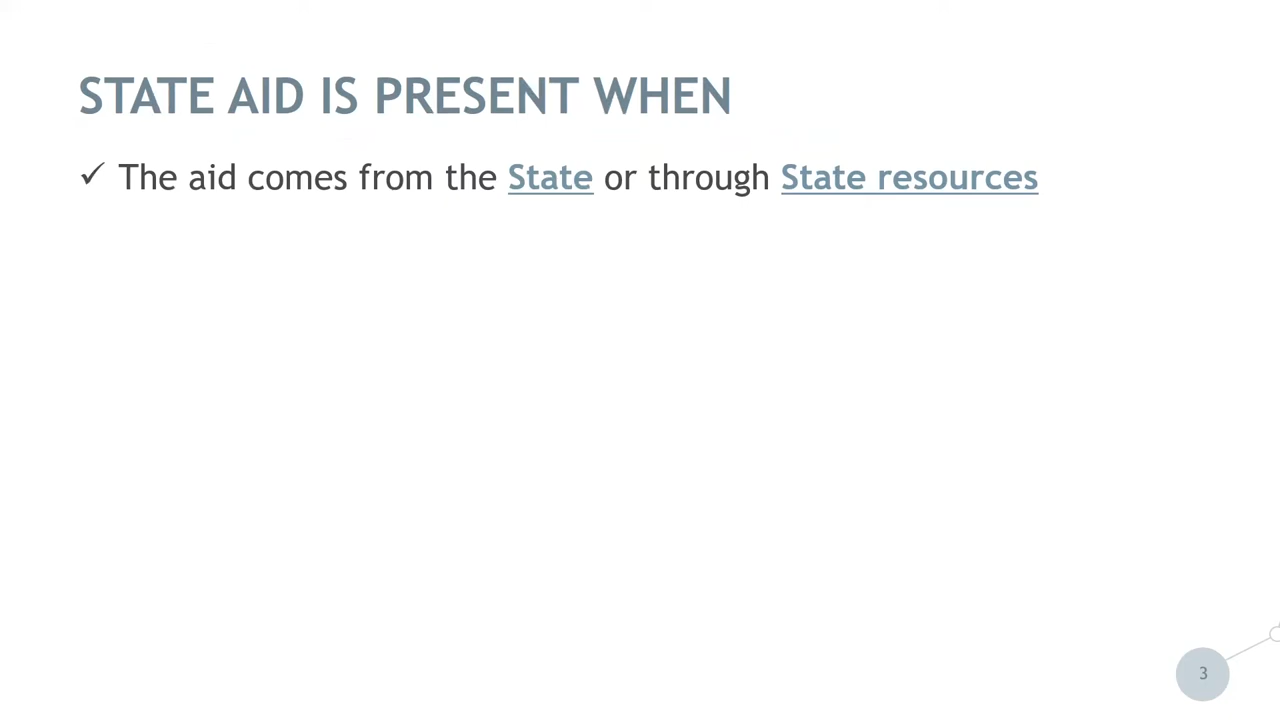 STATE AID IS PRESENT WHEN
✓ The aid comes from the State or through State resources
3